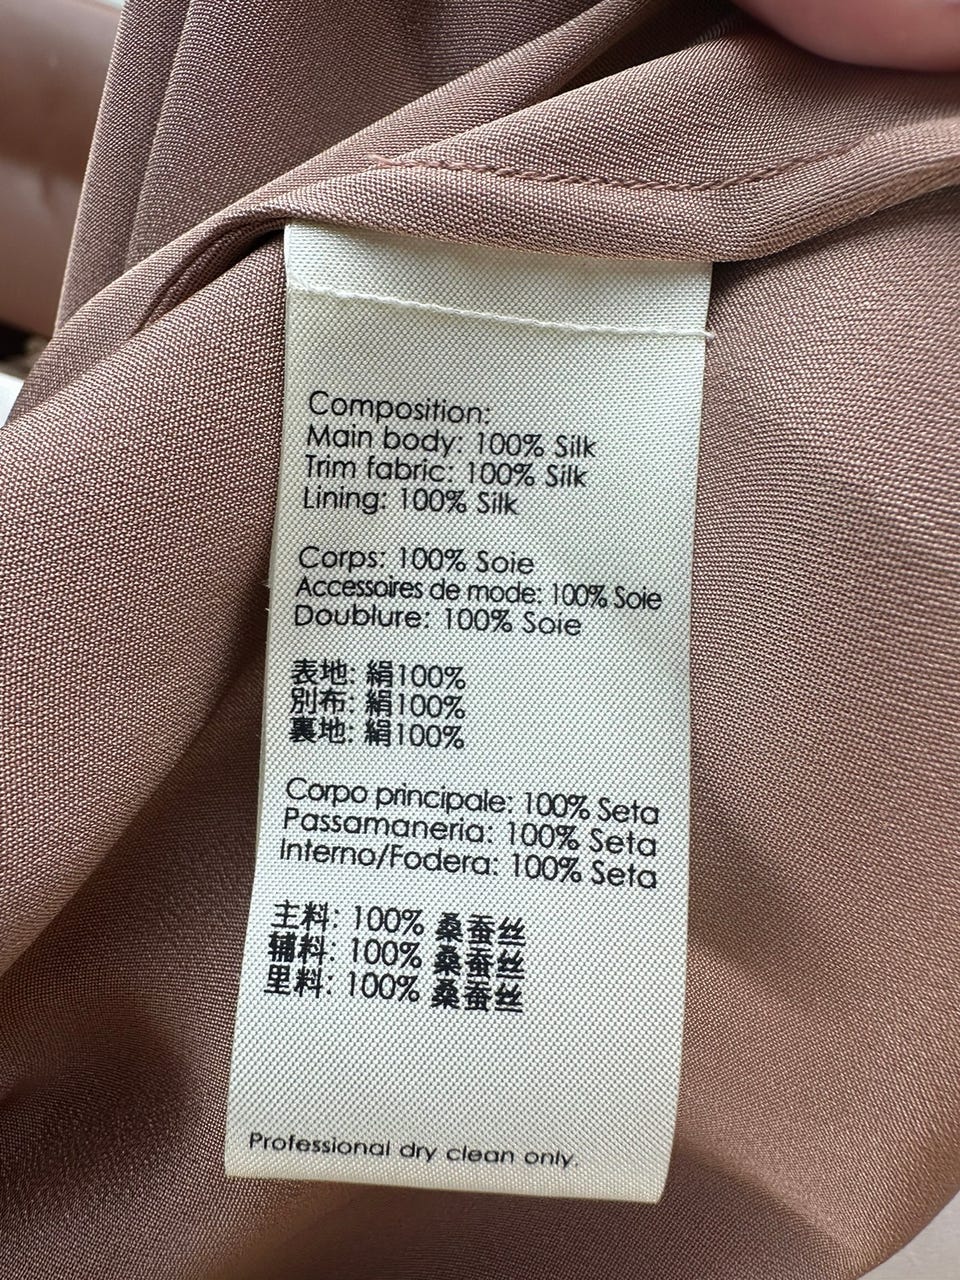 Composition:
Main body: 100% Silk
Trim fabric: 100% Silk
Lining: 100% Silk
Corps: 100% Soie
Accessoires de mode: 100% Soie
Doublure: 100% Soie
表地: 絹100%
別布: 絹100%
裏地: 絹100%
Corpo principale: 100% Seta
Passamaneria: 100% Seta
Interno/Fodera: 100% Seta
主料: 100% 桑蚕丝
辅料: 100% 桑蚕丝
里料: 100% 桑蚕丝
Professional dry clean only.